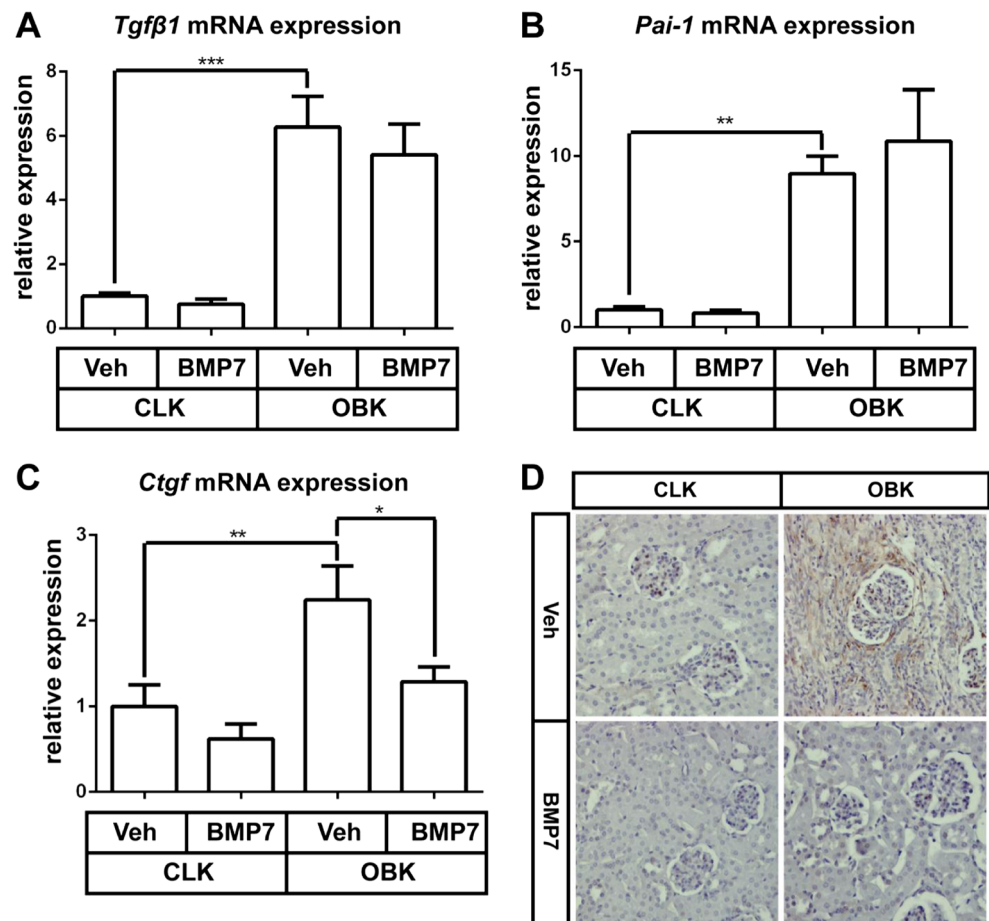 A
Tgfβ1 mRNA expression
relative expression
8
6
4
2
0
***
Veh BMP7 Veh BMP7
CLK OBK
B
Pai-1 mRNA expression
relative expression
15
10
5
0
**
Veh BMP7 Veh BMP7
CLK OBK
C
Ctgf mRNA expression
relative expression
3
2
1
0
**
*
Veh BMP7 Veh BMP7
CLK OBK
D
CLK OBK
Veh
BMP7